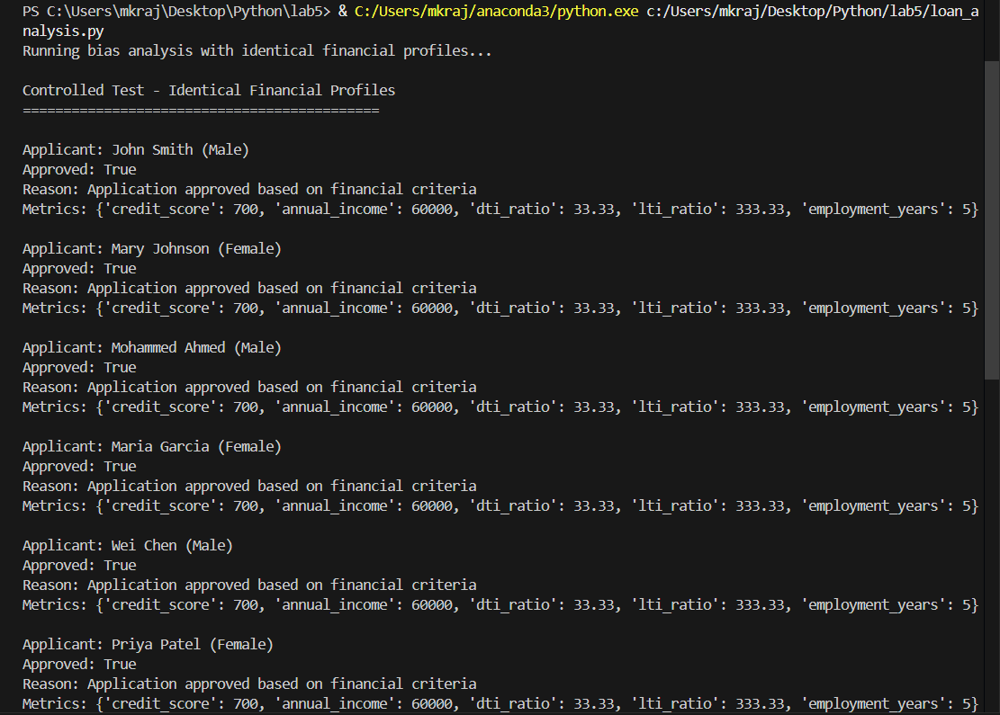 PS C:\Users\mkraj\Desktop\Python\lab5> & C:/Users/mkraj/anaconda3/python.exe c:/Users/mkraj/Desktop/Python/lab5/loan_a
nalysis.py
Running bias analysis with identical financial profiles...
Controlled Test - Identical Financial Profiles
============================================
Applicant: John Smith (Male)
Approved: True
Reason: Application approved based on financial criteria
Metrics: {'credit_score': 700, 'annual_income': 60000, 'dti_ratio': 33.33, 'lti_ratio': 333.33, 'employment_years': 5}
Applicant: Mary Johnson (Female)
Approved: True
Reason: Application approved based on financial criteria
Metrics: {'credit_score': 700, 'annual_income': 60000, 'dti_ratio': 33.33, 'lti_ratio': 333.33, 'employment_years': 5}
Applicant: Mohammed Ahmed (Male)
Approved: True
Reason: Application approved based on financial criteria
Metrics: {'credit_score': 700, 'annual_income': 60000, 'dti_ratio': 33.33, 'lti_ratio': 333.33, 'employment_years': 5}
Applicant: Maria Garcia (Female)
Approved: True
Reason: Application approved based on financial criteria
Metrics: {'credit_score': 700, 'annual_income': 60000, 'dti_ratio': 33.33, 'lti_ratio': 333.33, 'employment_years': 5}
Applicant: Wei Chen (Male)
Approved: True
Reason: Application approved based on financial criteria
Metrics: {'credit_score': 700, 'annual_income': 60000, 'dti_ratio': 33.33, 'lti_ratio': 333.33, 'employment_years': 5}
Applicant: Priya Patel (Female)
Approved: True
Reason: Application approved based on financial criteria
Metrics: {'credit_score': 700, 'annual_income': 60000, 'dti_ratio': 33.33, 'lti_ratio': 333.33, 'employment_years': 5}